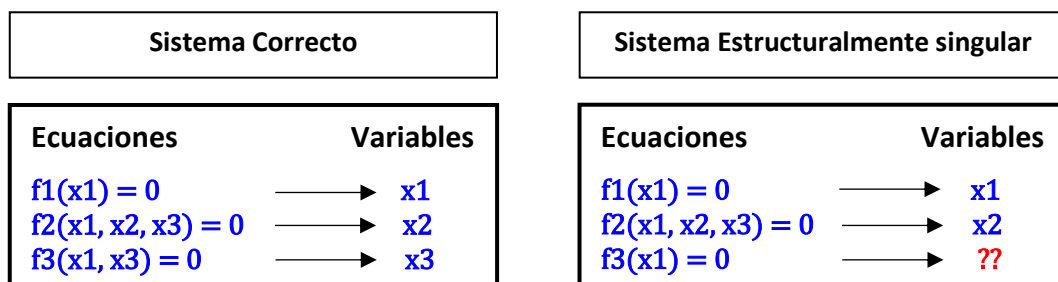 Sistema Correcto
Ecuaciones Variables
f1(x1) = 0 x1
f2(x1, x2, x3) = 0 x2
f3(x1, x3) = 0 x3
Sistema Estructuralmente singular
Ecuaciones Variables
f1(x1) = 0 x1
f2(x1, x2, x3) = 0 x2
f3(x1) = 0 ??